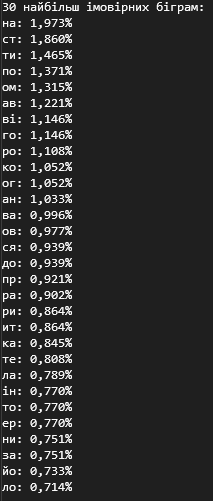 30 найбільш імовірних біграм:
на: 1,973%
ст: 1,860%
ти: 1,465%
по: 1,371%
ом: 1,315%
ав: 1,221%
ві: 1,146%
го: 1,146%
ро: 1,108%
ко: 1,052%
ог: 1,052%
ан: 1,033%
ва: 0,996%
ов: 0,977%
ся: 0,939%
до: 0,939%
пр: 0,921%
ра: 0,902%
ри: 0,864%
ит: 0,864%
ка: 0,845%
те: 0,808%
ла: 0,789%
ін: 0,770%
то: 0,770%
ер: 0,770%
ни: 0,751%
за: 0,751%
йо: 0,733%
ло: 0,714%